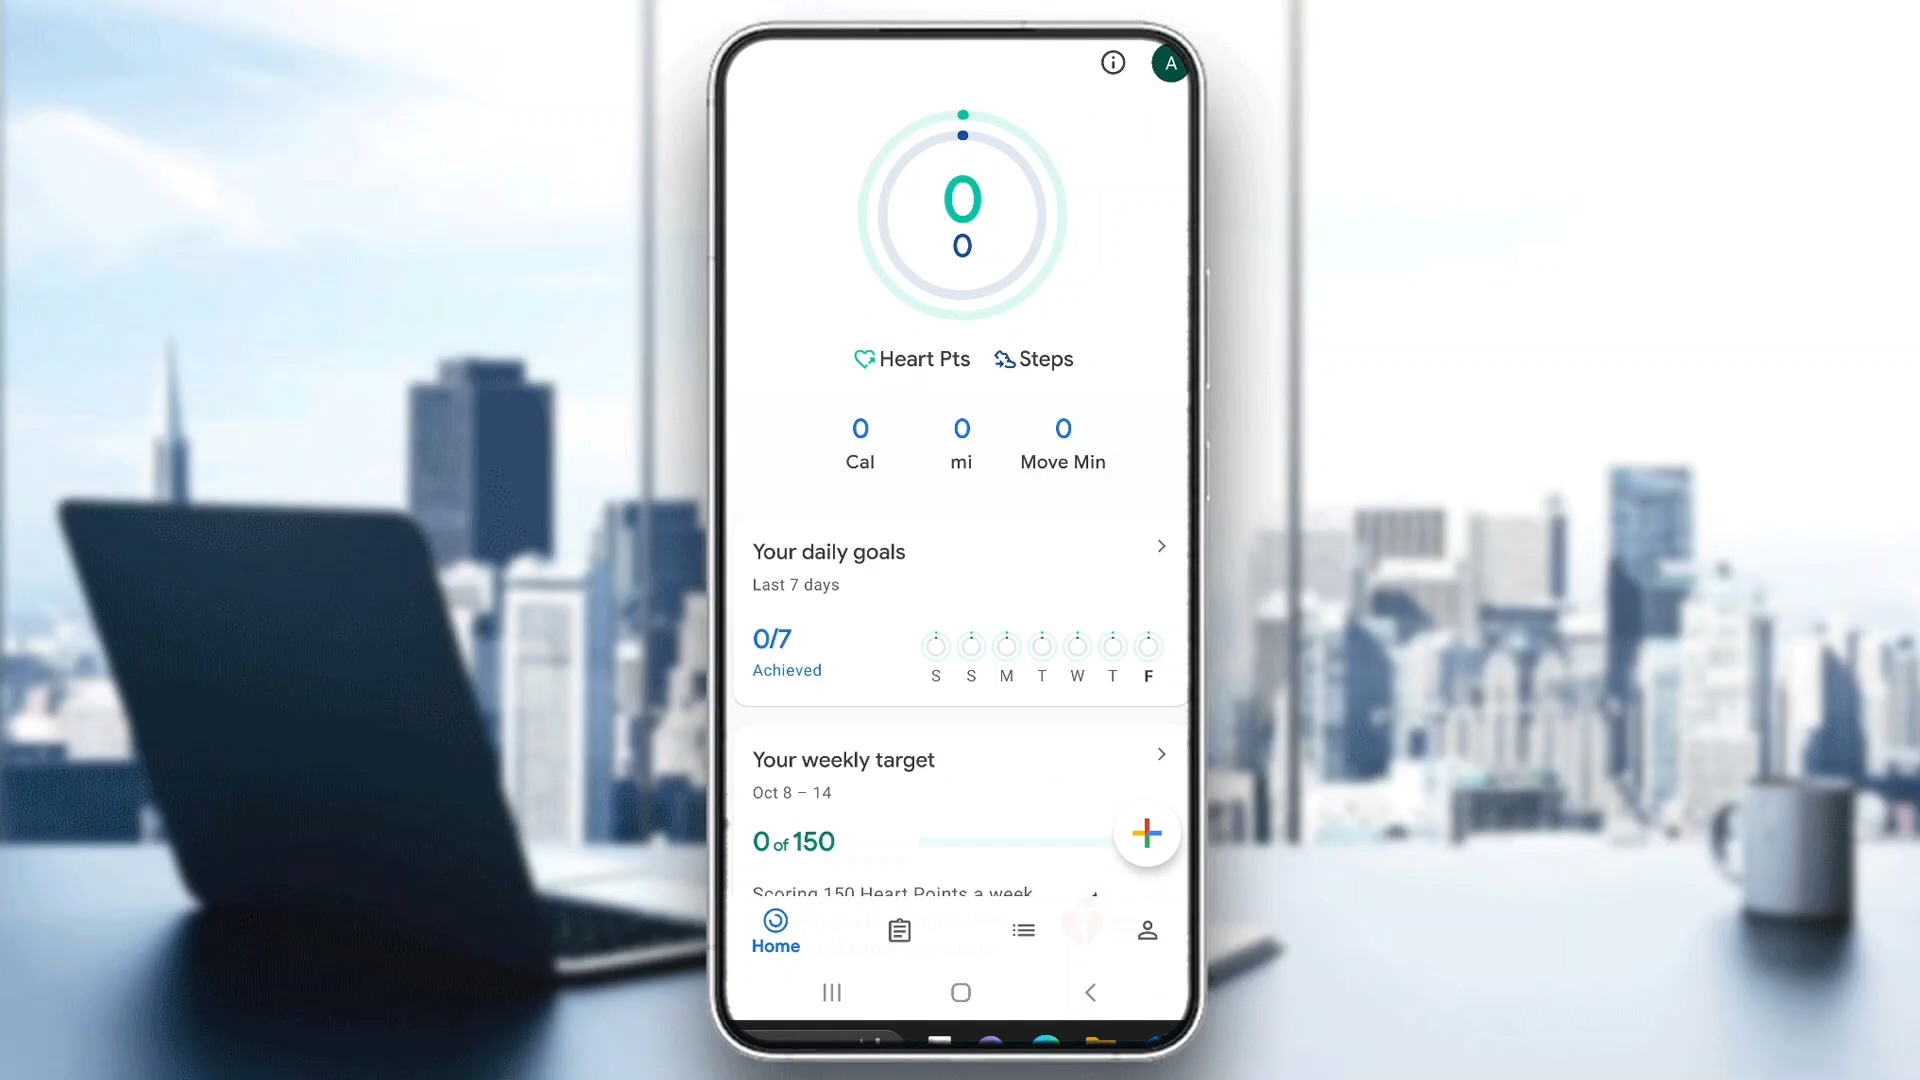 A
0
0
Heart Pts Steps
0 0 0
Cal mi Move Min
Your daily goals
Last 7 days
0/7
Achieved
S S M T W T F
Your weekly target
Oct 8 – 14
0 of 150
Scoring 150 Heart Points a week
Home